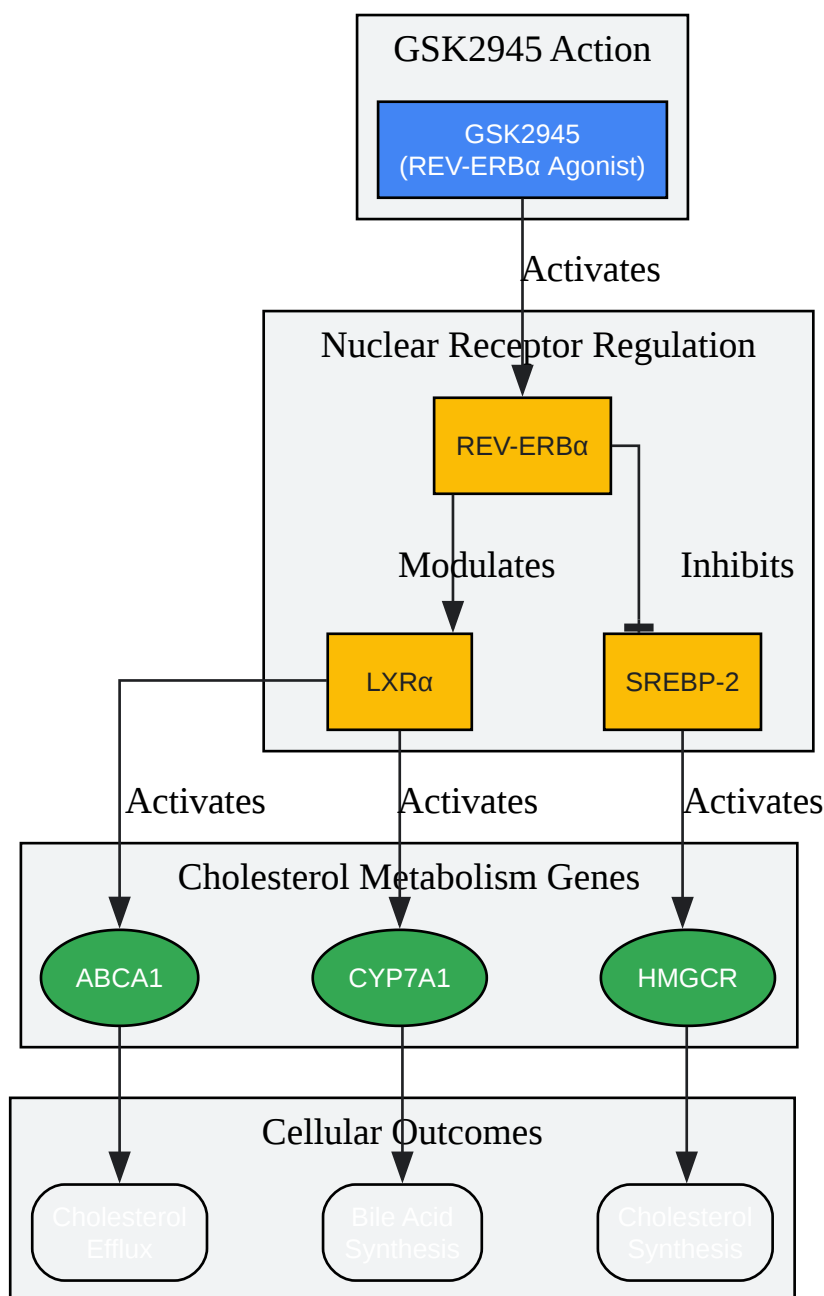 GSK2945 Action
GSK2945
(REV-ERBα Agonist)
Activates
Nuclear Receptor Regulation
REV-ERBα
Modulates
Inhibits
LXRα
SREBP-2
Activates
Activates
Activates
Cholesterol Metabolism Genes
ABCA1
CYP7A1
HMGCR
Cellular Outcomes
Cholesterol
Efflux
Bile Acid
Synthesis
Cholesterol
Synthesis